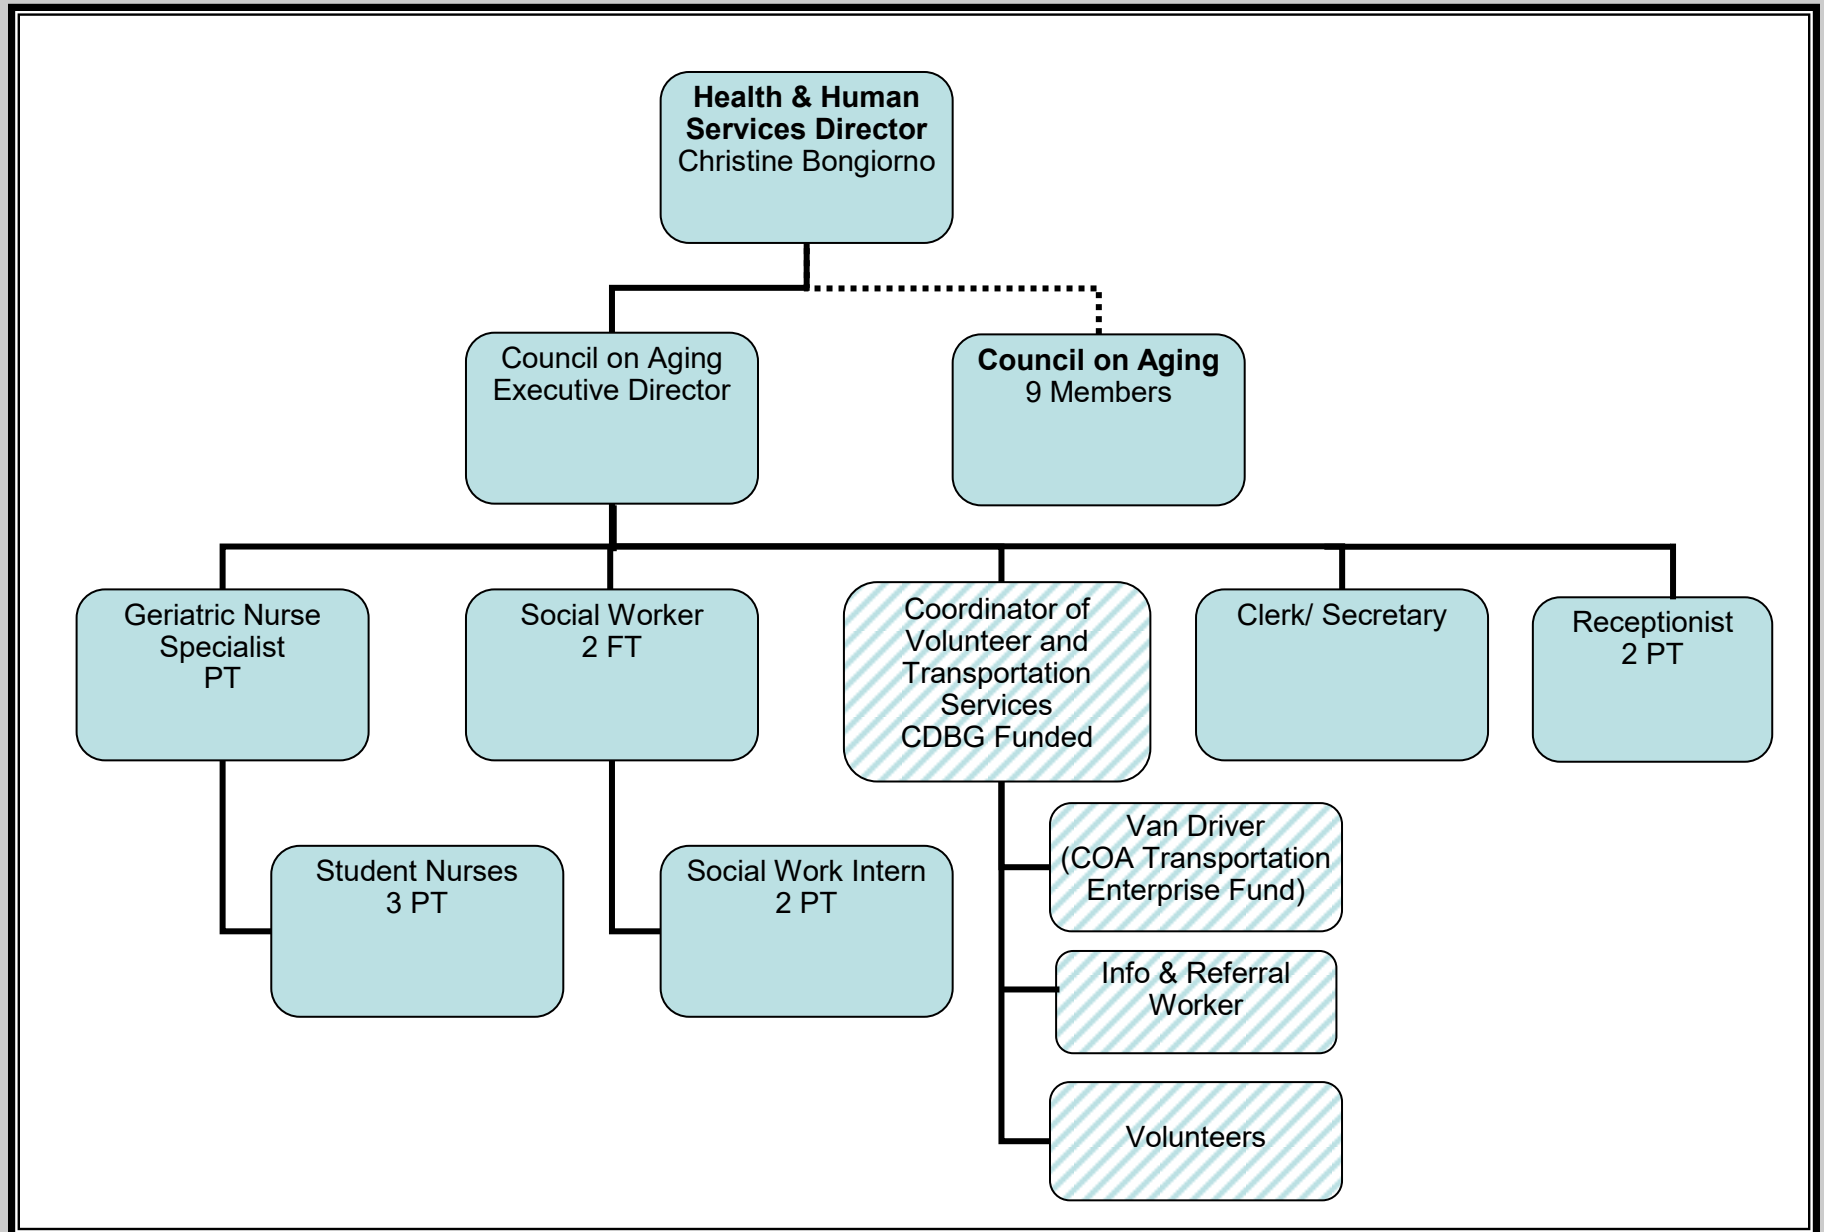 Health & Human
Services Director
Christine Bongiorno
Council on Aging
Executive Director
Council on Aging
9 Members
Geriatric Nurse
Specialist
PT
Social Worker
2 FT
Coordinator of
Volunteer and
Transportation
Services
CDBG Funded
Clerk/ Secretary
Receptionist
2 PT
Student Nurses
3 PT
Social Work Intern
2 PT
Van Driver
(COA Transportation
Enterprise Fund)
Info & Referral
Worker
Volunteers